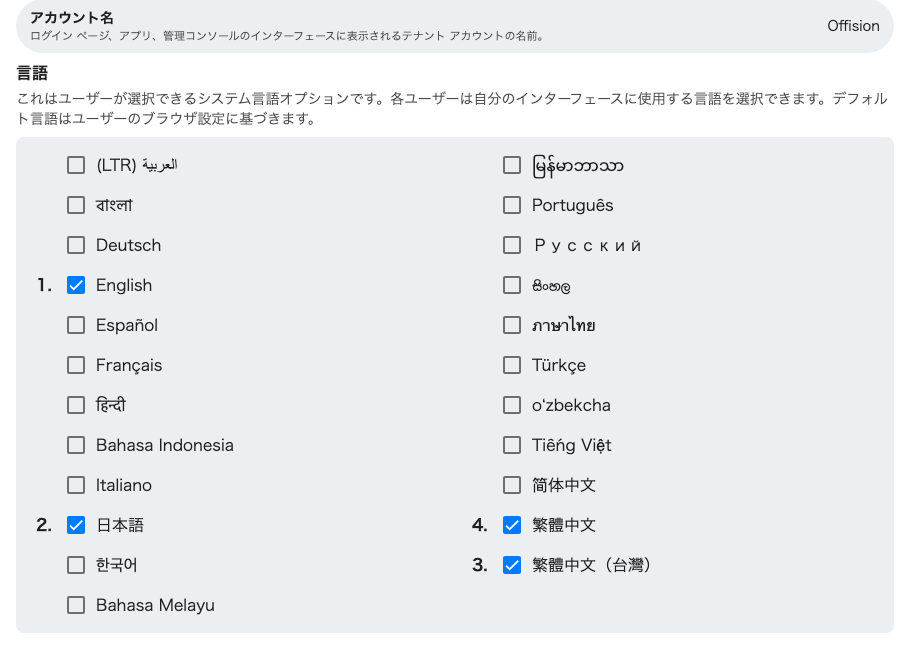 アカウント名
ログイン ページ、アプリ、管理コンソールのインターフェースに表示されるテナント アカウントの名前。
Offision
言語
これはユーザーが選択できるシステム言語オプションです。各ユーザーは自分のインターフェースに使用する言語を選択できます。デフォル
ト言語はユーザーのブラウザ設定に基づきます。
(LTR) العربية
বাংলা
Deutsch
1. English
Español
Français
हिन्दी
Bahasa Indonesia
Italiano
2. 日本語
한국어
Bahasa Melayu
မြန်မာဘာသာ
Português
Русский
සිංහල
ภาษาไทย
Türkçe
oʻzbekcha
Tiếng Việt
简体中文
4. 繁體中文
3. 繁體中文（台灣）